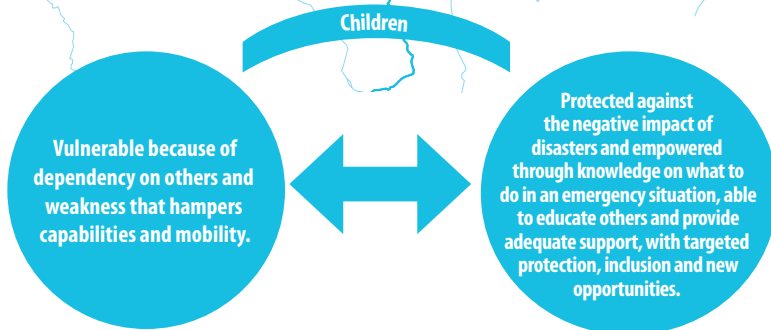 Children
Vulnerable because of
dependency on others and
weakness that hampers
capabilities and mobility.
Protected against
the negative impact of
disasters and empowered
through knowledge on what to
do in an emergency situation, able
to educate others and provide
adequate support, with targeted
protection, inclusion and new
opportunities.